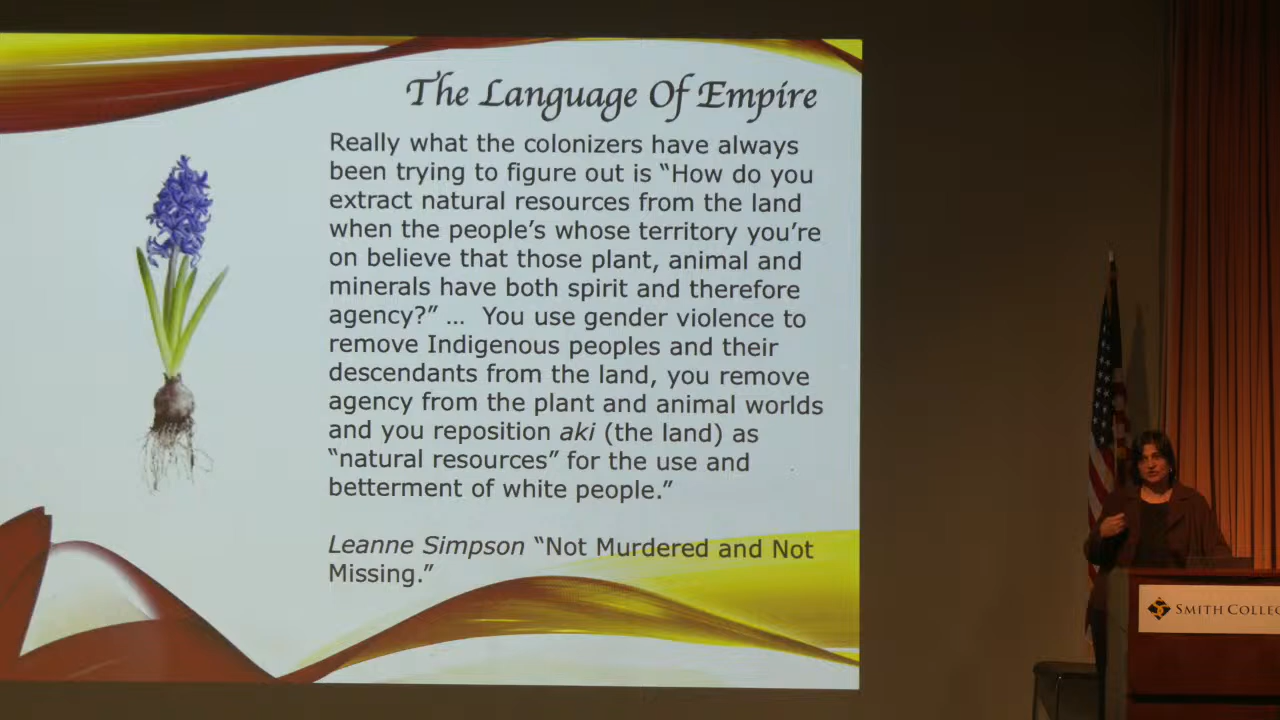 The Language Of Empire
Really what the colonizers have always
been trying to figure out is “How do you
extract natural resources from the land
when the people’s whose territory you’re
on believe that those plant, animal and
minerals have both spirit and therefore
agency?” ... You use gender violence to
remove Indigenous peoples and their
descendants from the land, you remove
agency from the plant and animal worlds
and you reposition aki (the land) as
“natural resources” for the use and
betterment of white people.”
Leanne Simpson “Not Murdered and Not
Missing.”
SMITH COLLEG